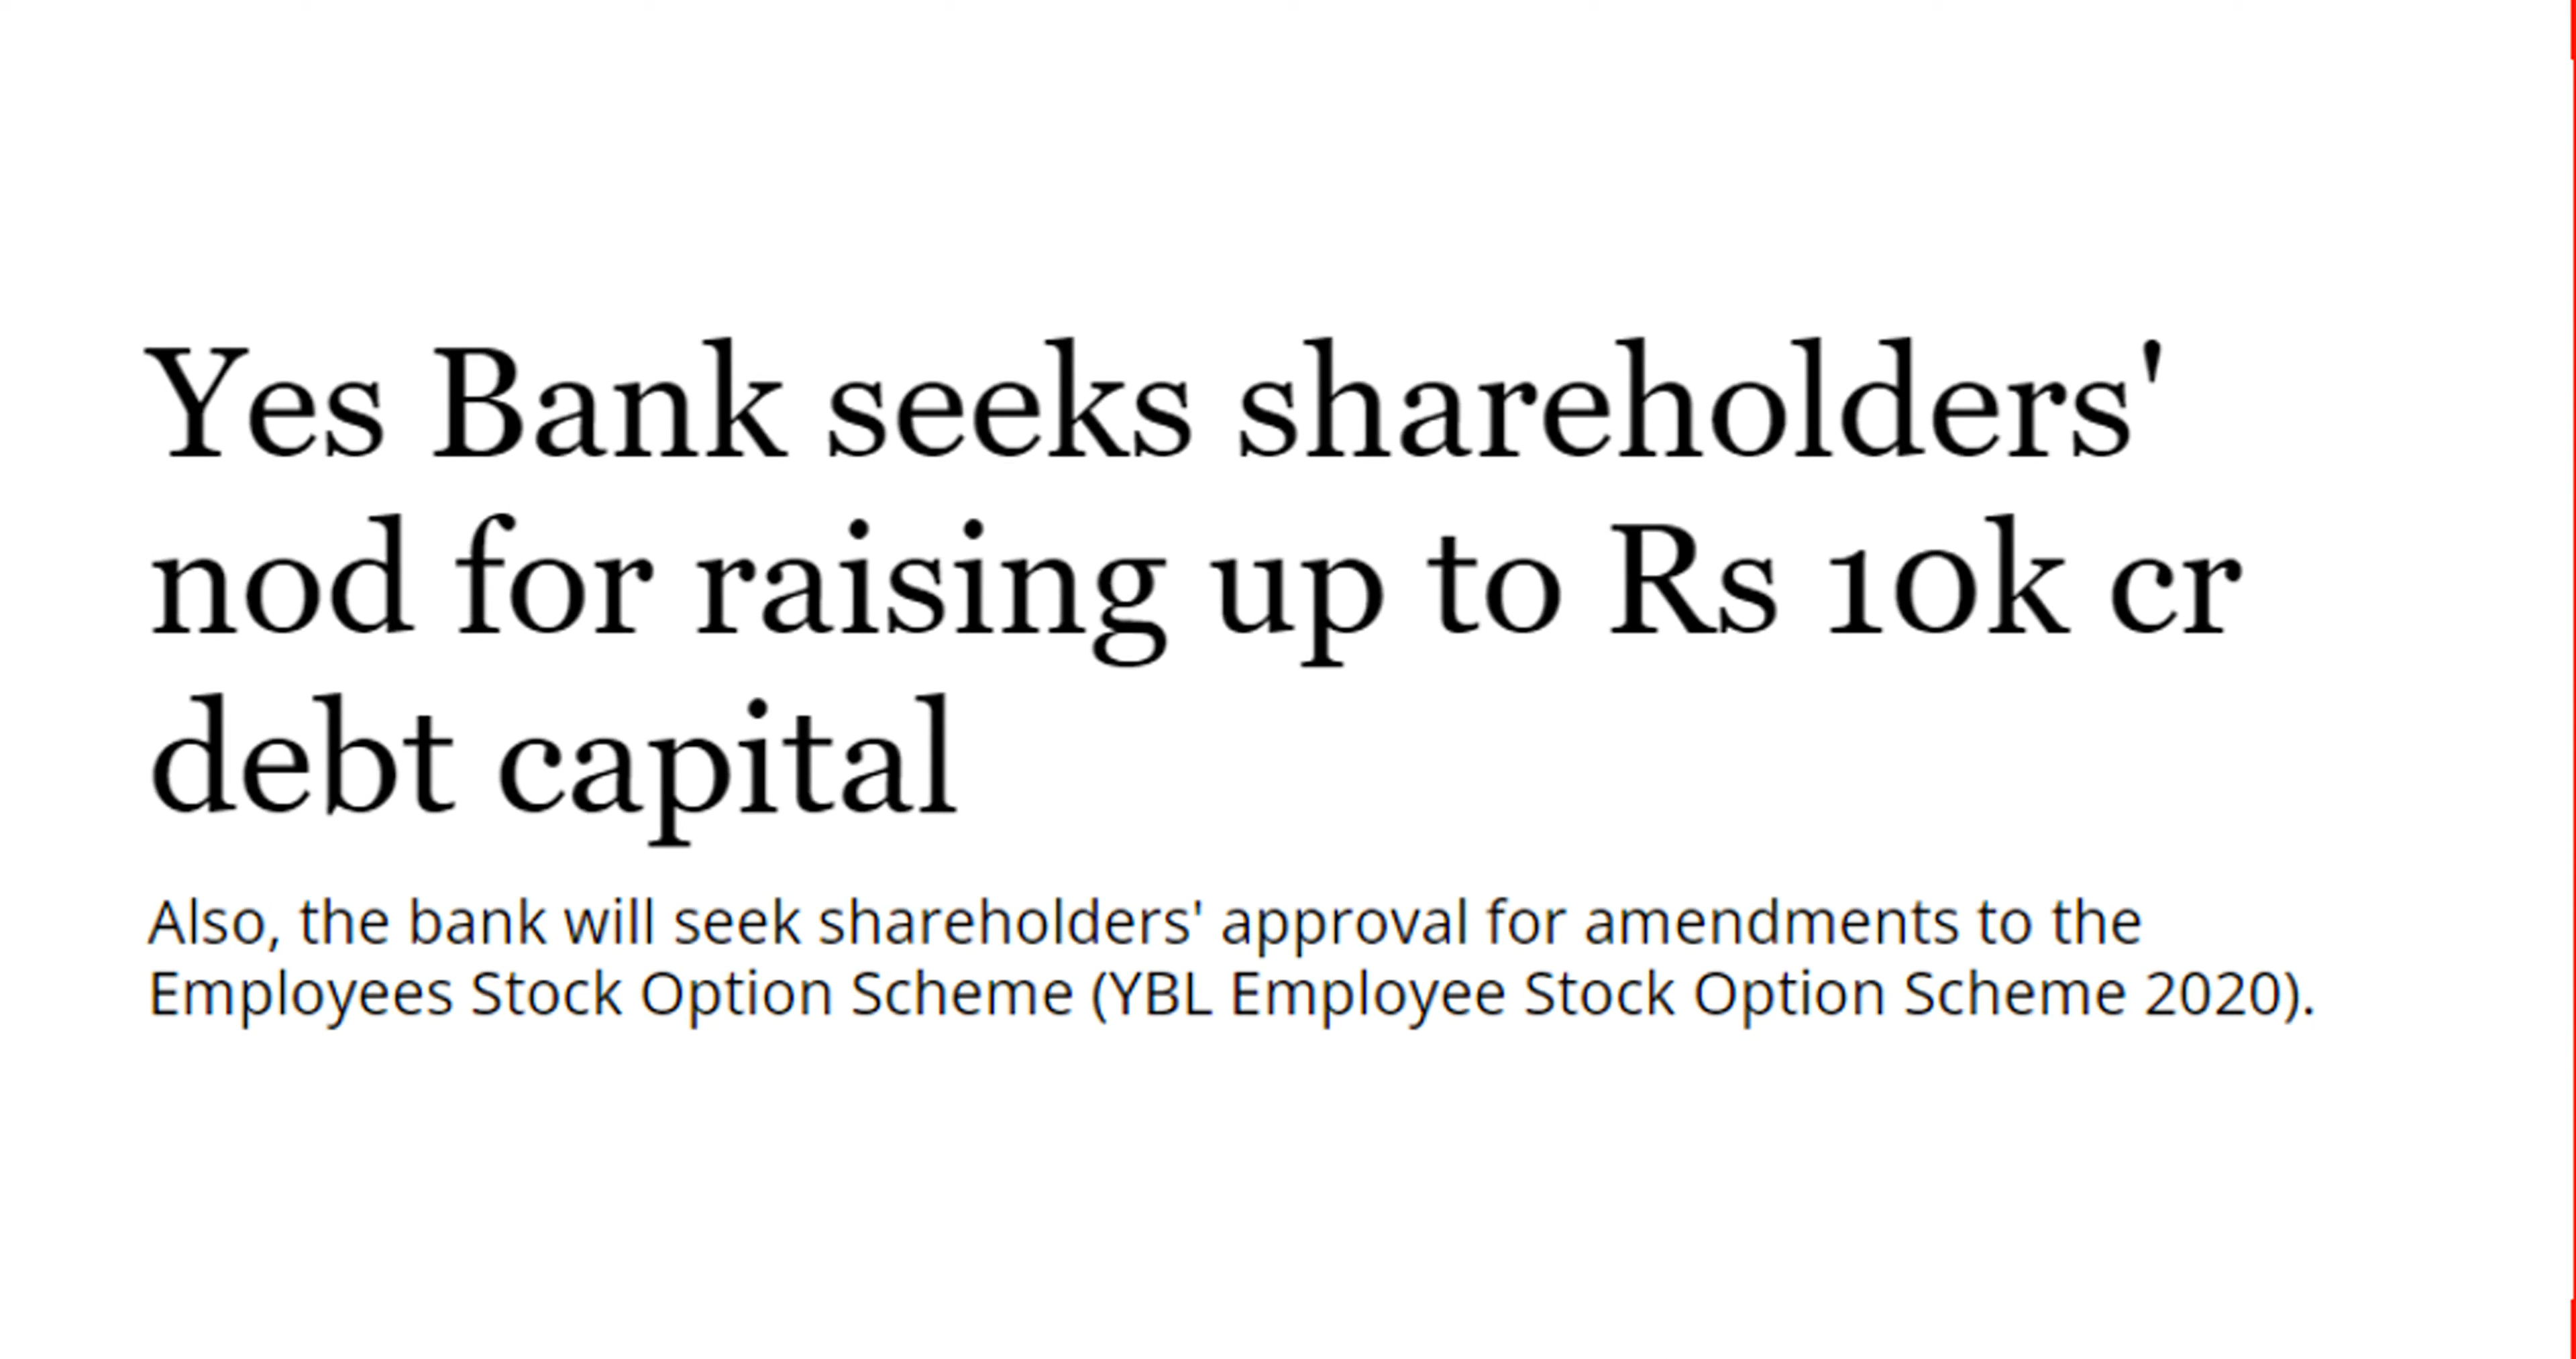 Yes Bank seeks shareholders'
nod for raising up to Rs 10k cr
debt capital
Also, the bank will seek shareholders' approval for amendments to the
Employees Stock Option Scheme (YBL Employee Stock Option Scheme 2020).